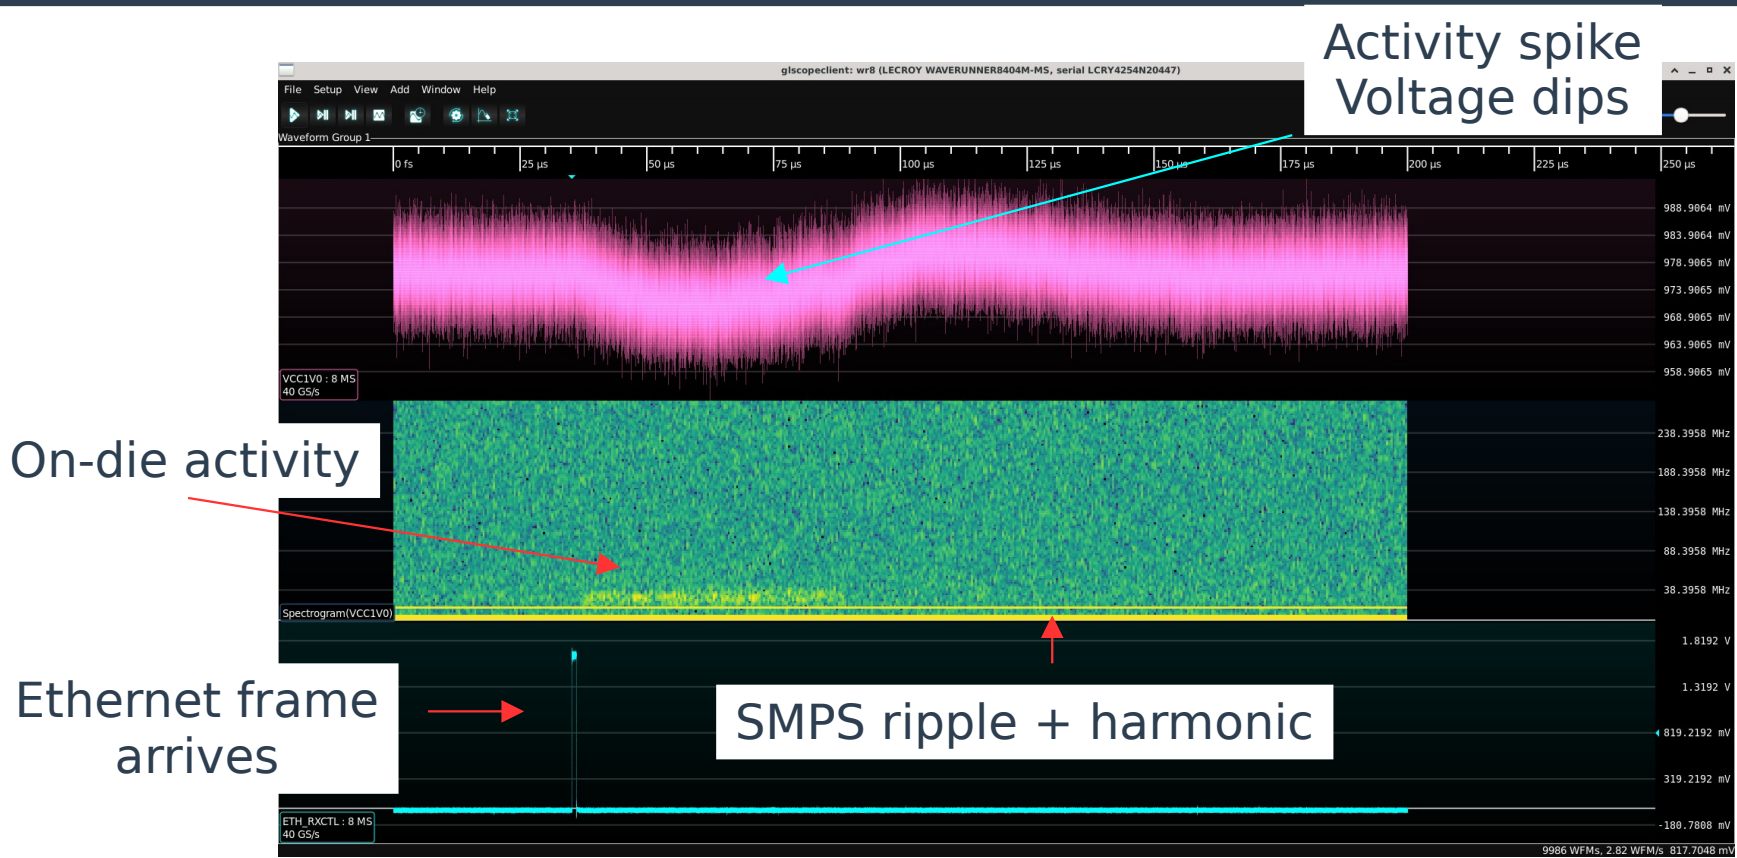 Activity spike
Voltage dips
glscopeclient: wr8 (LECROY WAVERUNNER8404M-MS, serial LCRY4254N20447)
File Setup View Add Window Help
Waveform Group 1
0 fs 25 µs 50 µs 75 µs 100 µs 125 µs 150 µs 175 µs 200 µs 225 µs 250 µs
988.9064 mV
983.9064 mV
978.9065 mV
973.9065 mV
968.9065 mV
963.9065 mV
958.9065 mV
VCC1V0 : 8 MS
40 GS/s
On-die activity
238.3958 MHz
188.3958 MHz
138.3958 MHz
88.3958 MHz
38.3958 MHz
Spectrogram(VCC1V0)
Ethernet frame
arrives
SMPS ripple + harmonic
1.8192 V
1.3192 V
819.2192 mV
319.2192 mV
-180.7808 mV
ETH_RXCTL : 8 MS
40 GS/s
9986 WFMs, 2.82 WFM/s 817.7048 mV